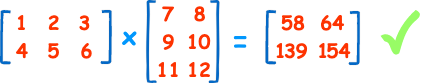 [1 2 3
4 5 6] × [7 8
9 10
11 12] = [58 64
139 154] ✓